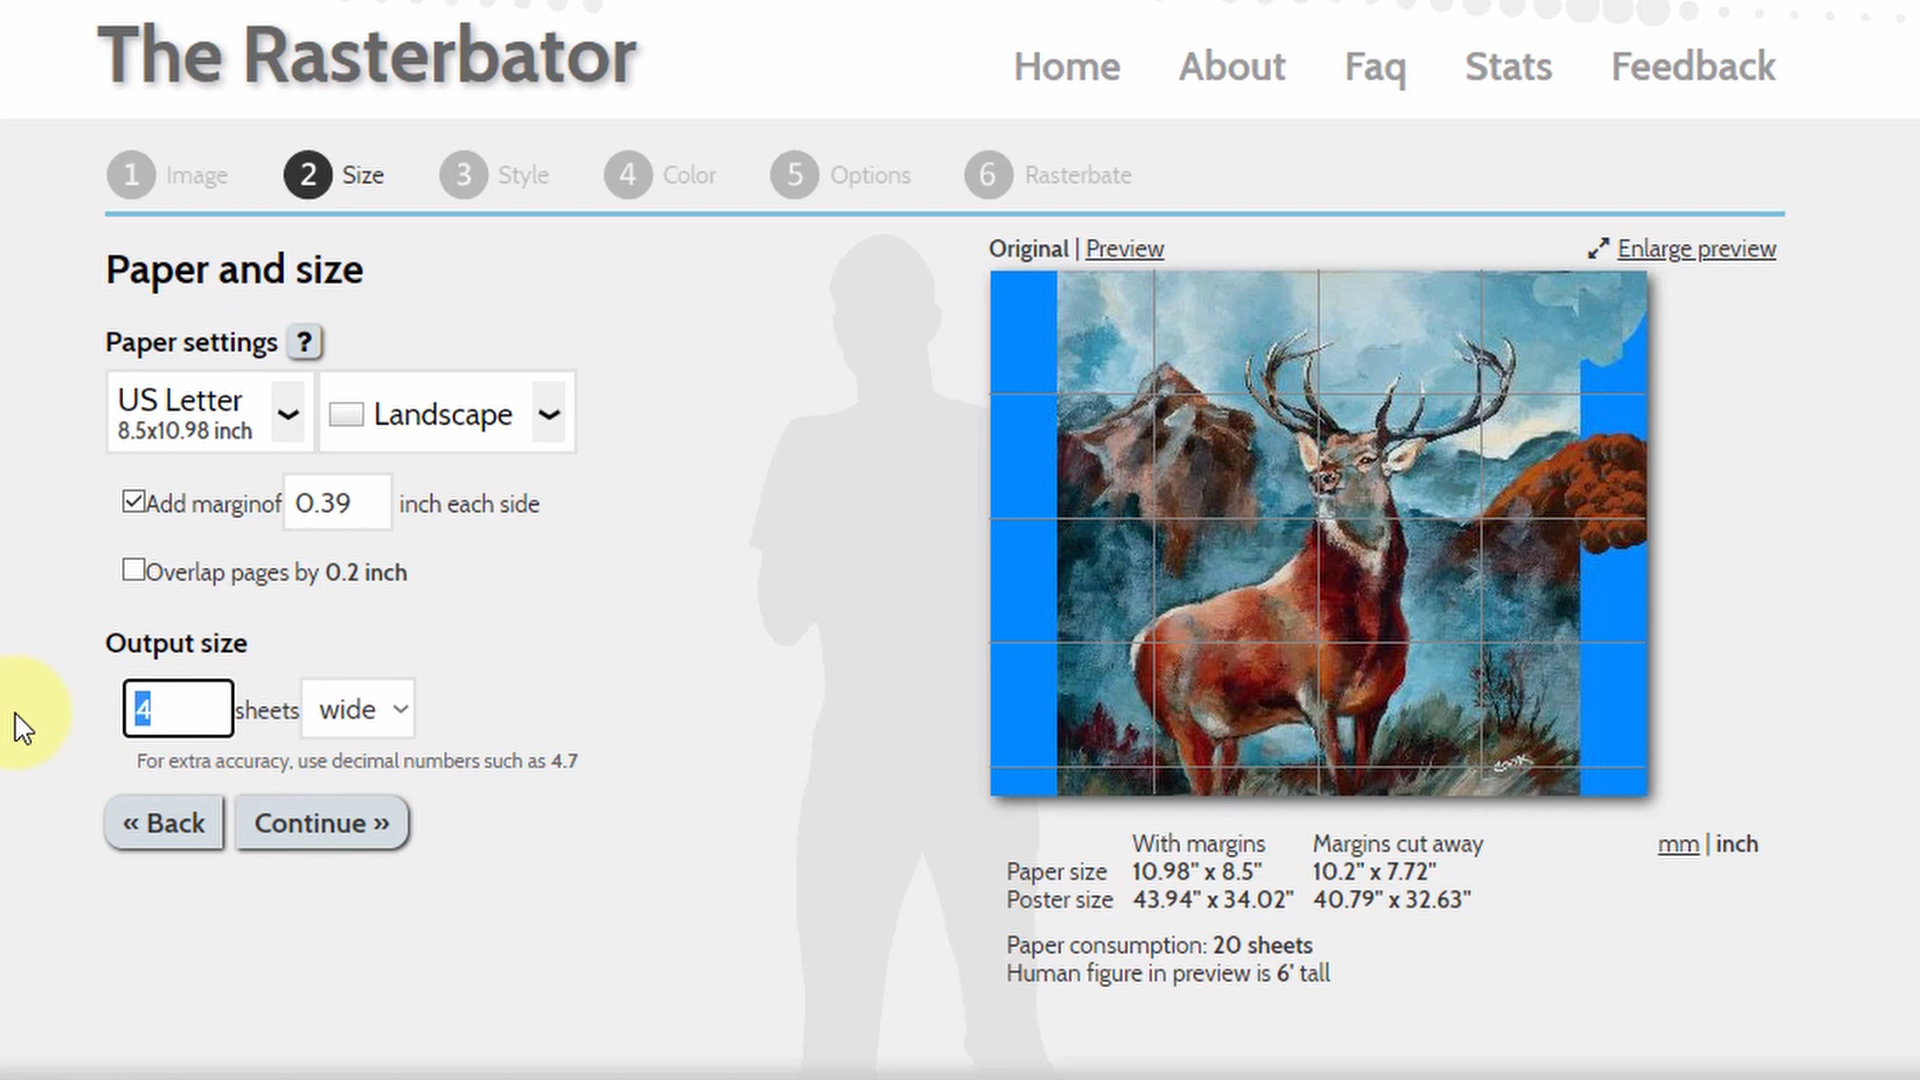 The Rasterbator
Home About Faq Stats Feedback
1 Image 2 Size 3 Style 4 Color 5 Options 6 Rasterbate
Paper and size
Original | Preview
Enlarge preview
Paper settings ?
US Letter
8.5x10.98 inch
Landscape
Add marginof 0.39 inch each side
Overlap pages by 0.2 inch
Output size
4 sheets wide
For extra accuracy, use decimal numbers such as 4.7
« Back Continue »
COOK
With margins Margins cut away
mm | inch
Paper size 10.98" x 8.5" 10.2" x 7.72"
Poster size 43.94" x 34.02" 40.79" x 32.63"
Paper consumption: 20 sheets
Human figure in preview is 6' tall